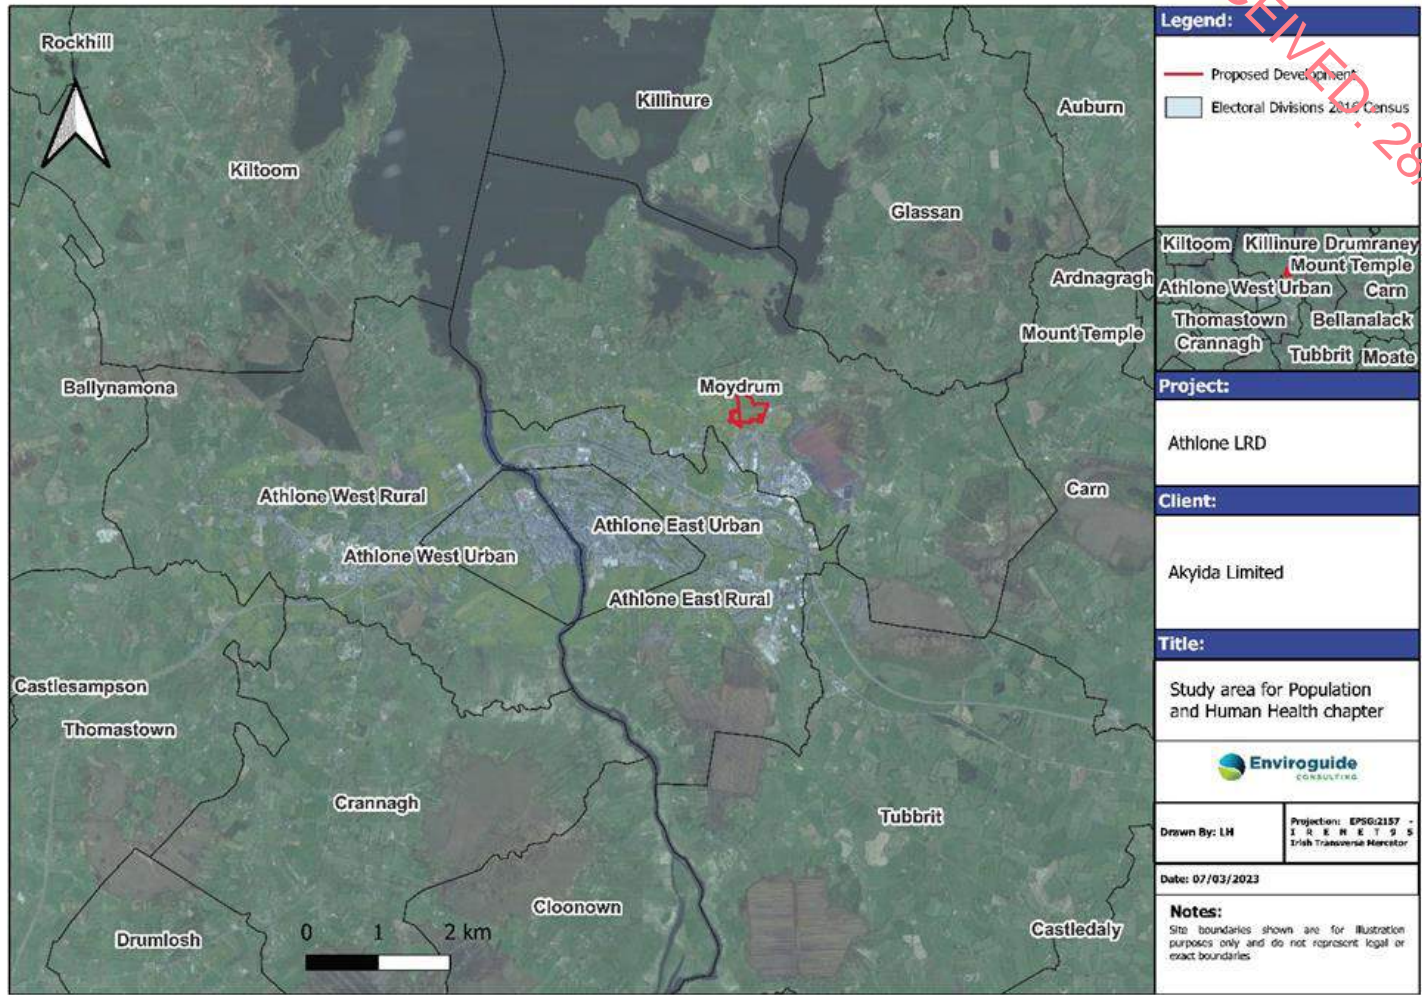 Rockhill
Killinure
Auburn
Kiltoom
Glassan
Ardnagragh
Mount Temple
Ballynamona
Moydrum
Athlone West Rural
Carn
Athlone East Urban
Athlone West Urban
Athlone East Rural
Castlesampson
Thomastown
Crannagh
Tubbrit
Cloonown
Castledaly
Drumlosh
0 1 2 km
Legend:
Proposed Development
Electoral Divisions 2016 Census
CEIVED: 28
Kiltoom Killinure Drumraney
Mount Temple
Athlone West Urban Carn
Thomastown Bellanalack
Crannagh Tubbrit Moate
Project:
Athlone LRD
Client:
Akyida Limited
Title:
Study area for Population
and Human Health chapter
Enviroguide
CONSULTING
Drawn By: LH
Projection: EPSG:2157 -
I R E N E T 9 5
Irish Transverse Mercator
Date: 07/03/2023
Notes:
Site boundaries shown are for illustration
purposes only and do not represent legal or
exact boundaries